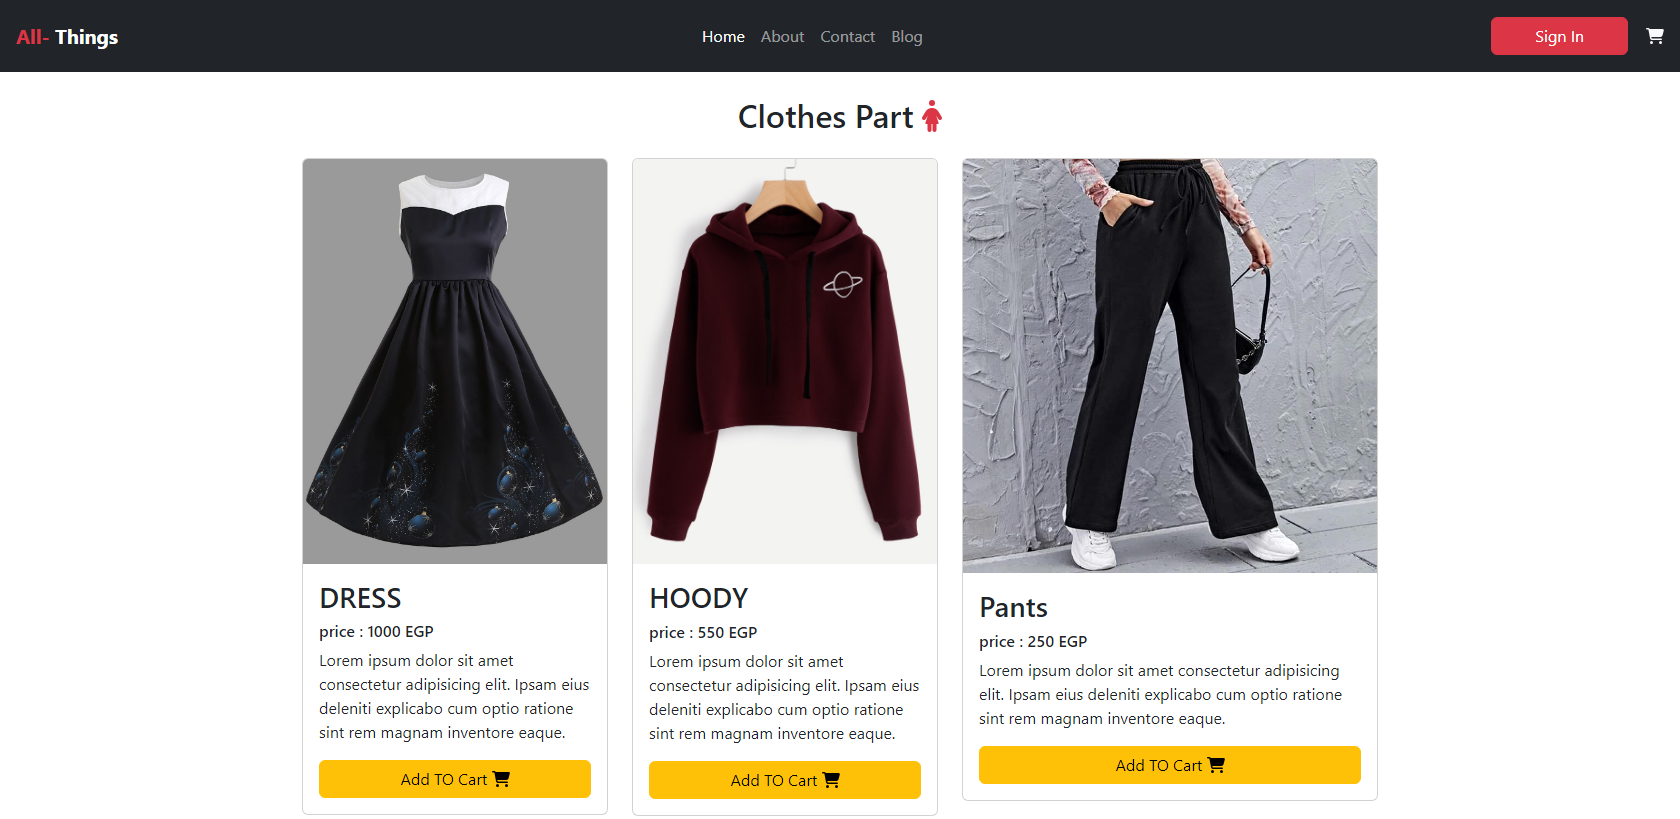 All- Things
Home About Contact Blog
Sign In
Clothes Part
DRESS
price : 1000 EGP
Lorem ipsum dolor sit amet
consectetur adipisicing elit. Ipsam eius
deleniti explicabo cum optio ratione
sint rem magnam inventore eaque.
Add TO Cart
HOODY
price : 550 EGP
Lorem ipsum dolor sit amet
consectetur adipisicing elit. Ipsam eius
deleniti explicabo cum optio ratione
sint rem magnam inventore eaque.
Add TO Cart
Pants
price : 250 EGP
Lorem ipsum dolor sit amet consectetur adipisicing
elit. Ipsam eius deleniti explicabo cum optio ratione
sint rem magnam inventore eaque.
Add TO Cart